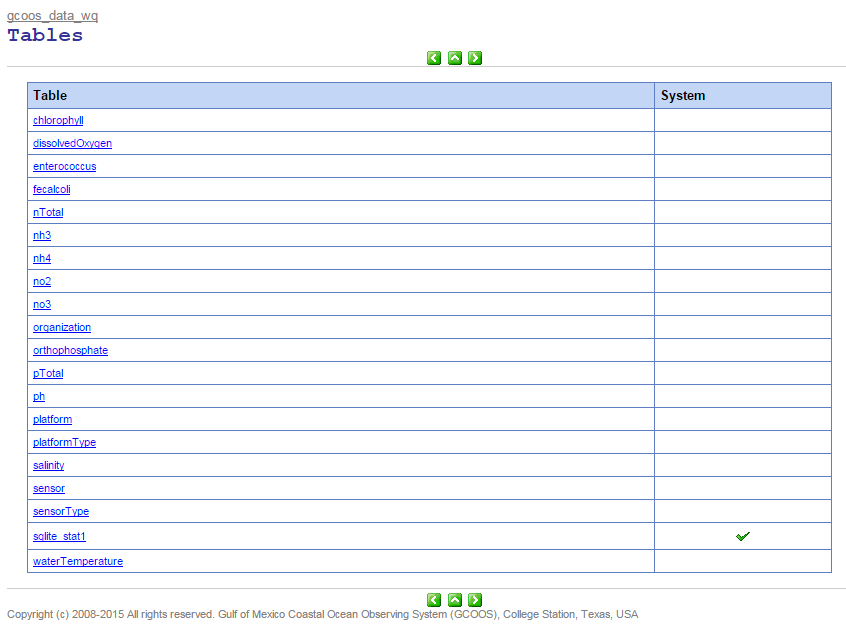 gcoos_data_wq
Tables
Table System
chlorophyll
dissolvedOxygen
enterococcus
fecalcoli
nTotal
nh3
nh4
no2
no3
organization
orthophosphate
pTotal
ph
platform
platformType
salinity
sensor
sensorType
sqlite_stat1
waterTemperature
Copyright (c) 2008-2015 All rights reserved. Gulf of Mexico Coastal Ocean Observing System (GCOOS), College Station, Texas, USA